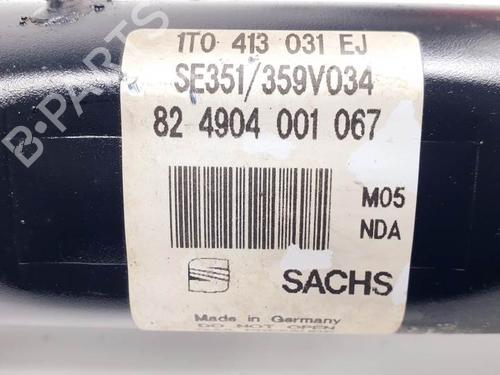 1T0 413 031 EJ
SE351/359V034
82 4904 001 067
M05
NDA
SACHS
Made in Germany
DO NOT OPEN